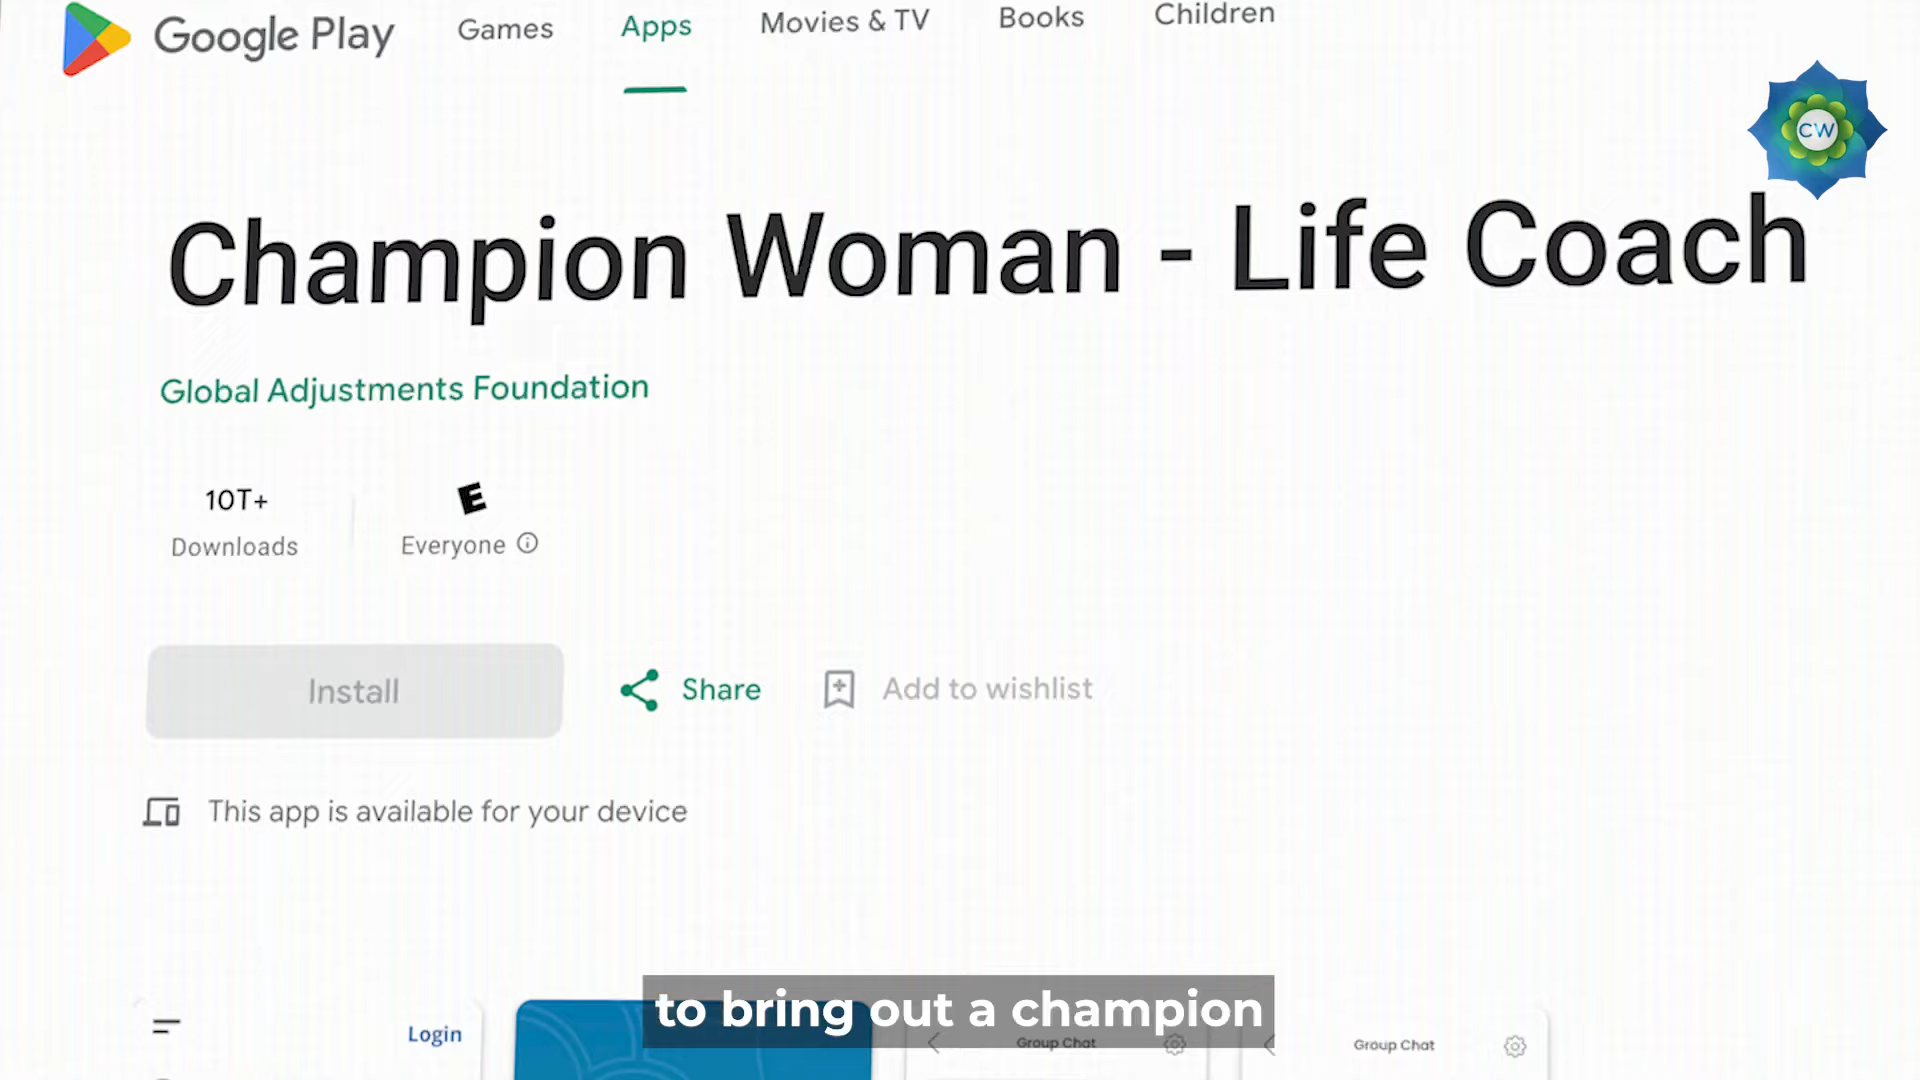 Google Play Games Apps Movies & TV Books Children
CW
Champion Woman - Life Coach
Global Adjustments Foundation
10T+ E
Downloads Everyone
Install Share Add to wishlist
This app is available for your device
to bring out a champion
Login Group Chat Group Chat